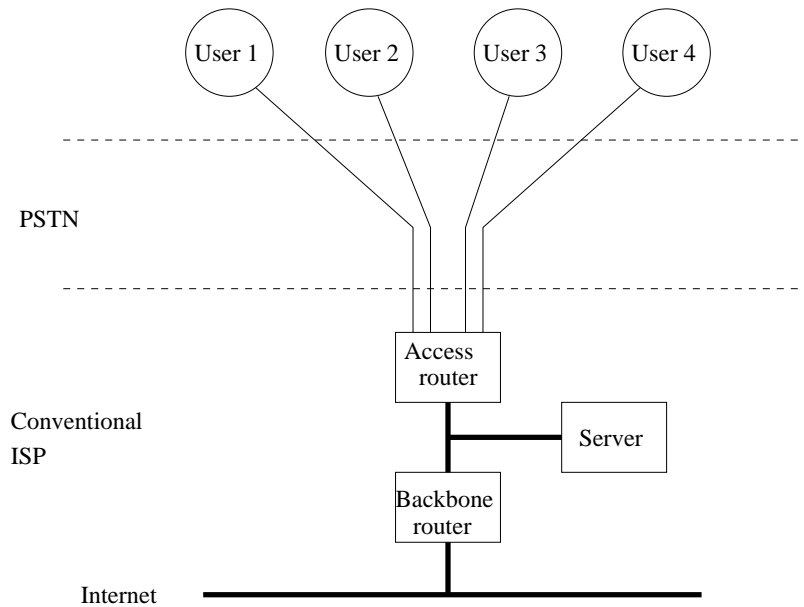 User 1
User 2
User 3
User 4
PSTN
Access
router
Conventional
ISP
Server
Backbone
router
Internet